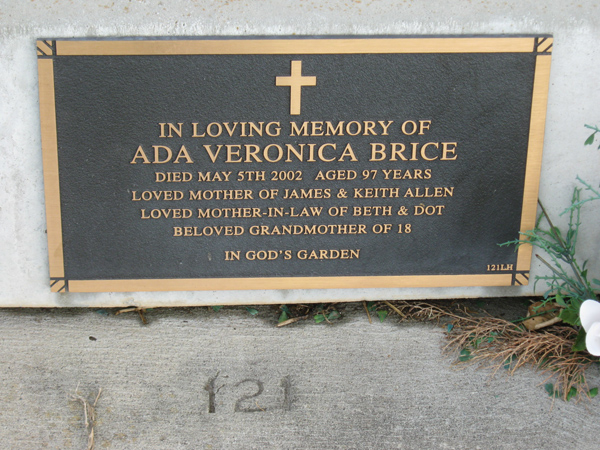 IN LOVING MEMORY OF
ADA VERONICA BRICE
DIED MAY 5TH 2002 AGED 97 YEARS
LOVED MOTHER OF JAMES & KEITH ALLEN
LOVED MOTHER-IN-LAW OF BETH & DOT
BELOVED GRANDMOTHER OF 18
IN GOD'S GARDEN
121LH
121